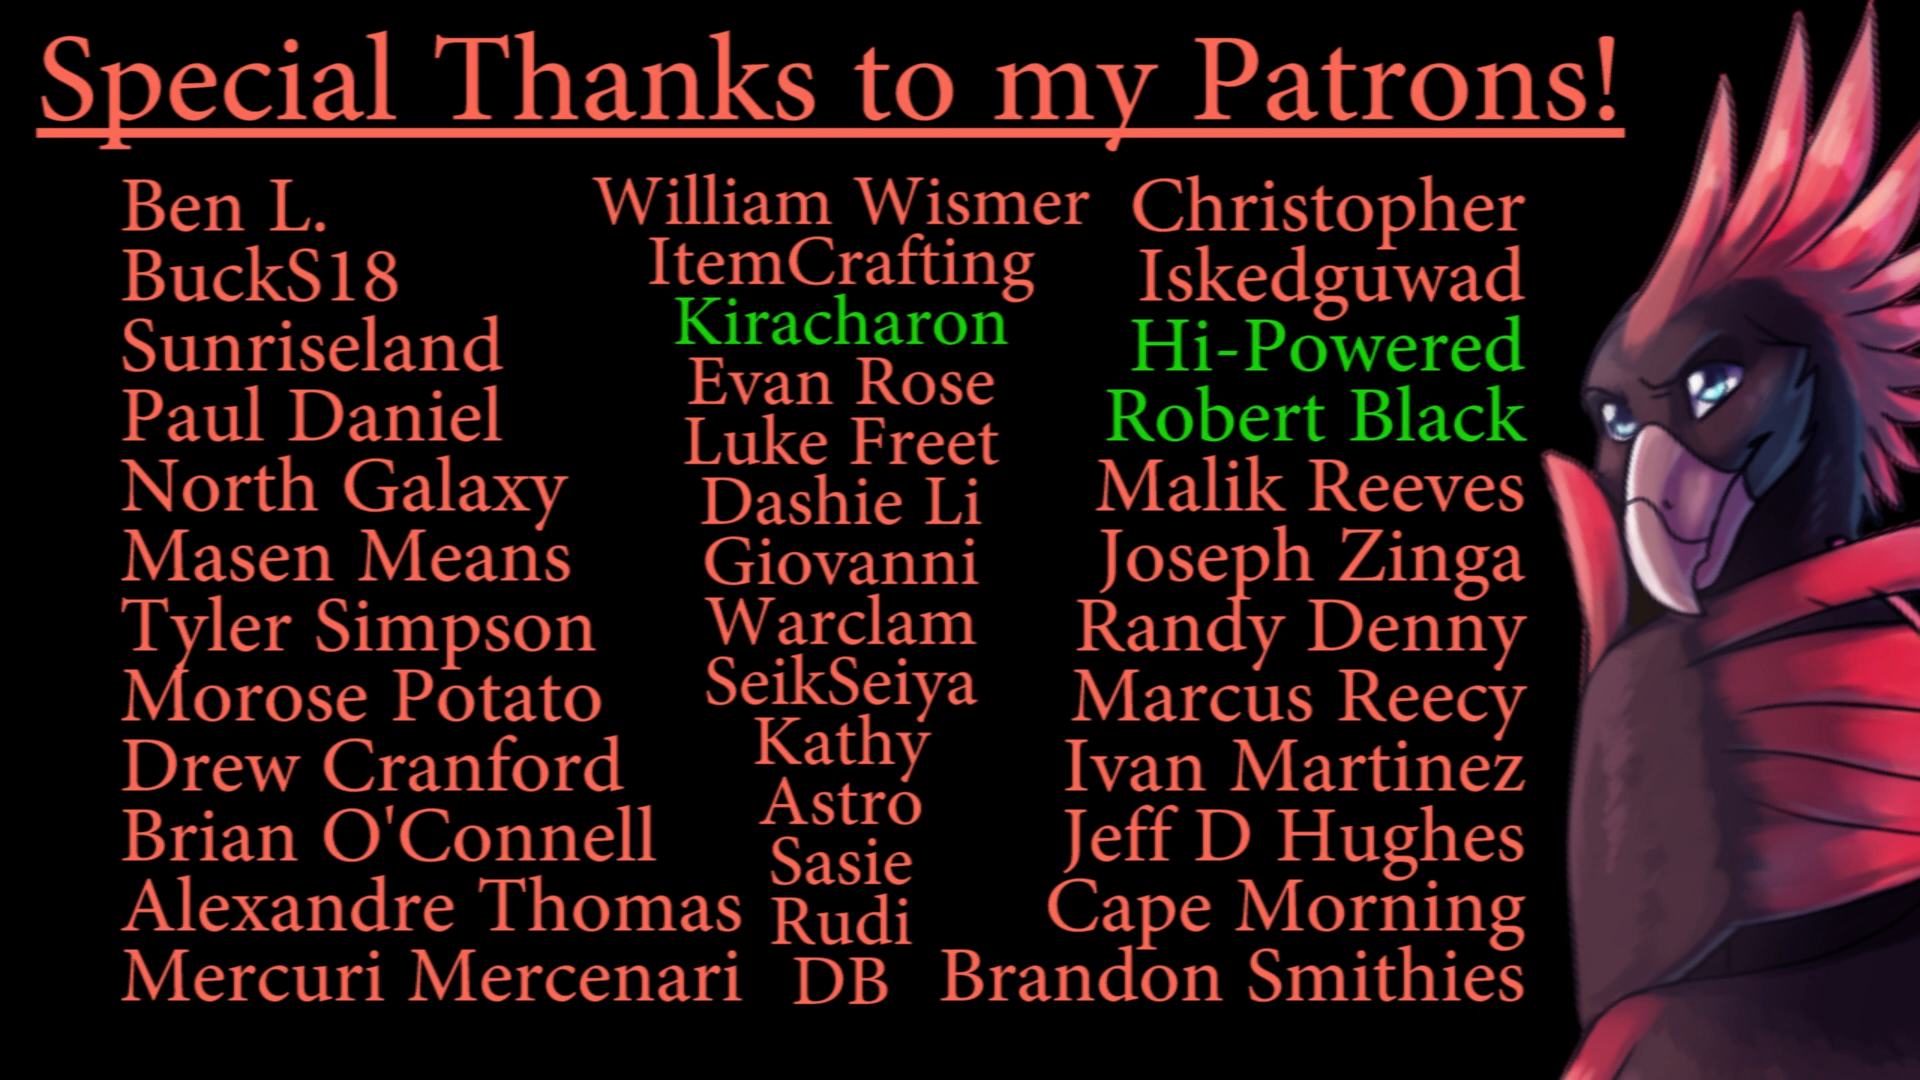 Special Thanks to my Patrons!
Ben L.
BuckS18
Sunriseland
Paul Daniel
North Galaxy
Masen Means
Tyler Simpson
Morose Potato
Drew Cranford
Brian O'Connell
Alexandre Thomas
Mercuri Mercenari
William Wismer
ItemCrafting
Kiracharon
Evan Rose
Luke Freet
Dashie Li
Giovanni
Warclam
SeikSeiya
Kathy
Astro
Sasie
Rudi
DB
Christopher
Iskedguwad
Hi-Powered
Robert Black
Malik Reeves
Joseph Zinga
Randy Denny
Marcus Reecy
Ivan Martinez
Jeff D Hughes
Cape Morning
Brandon Smithies